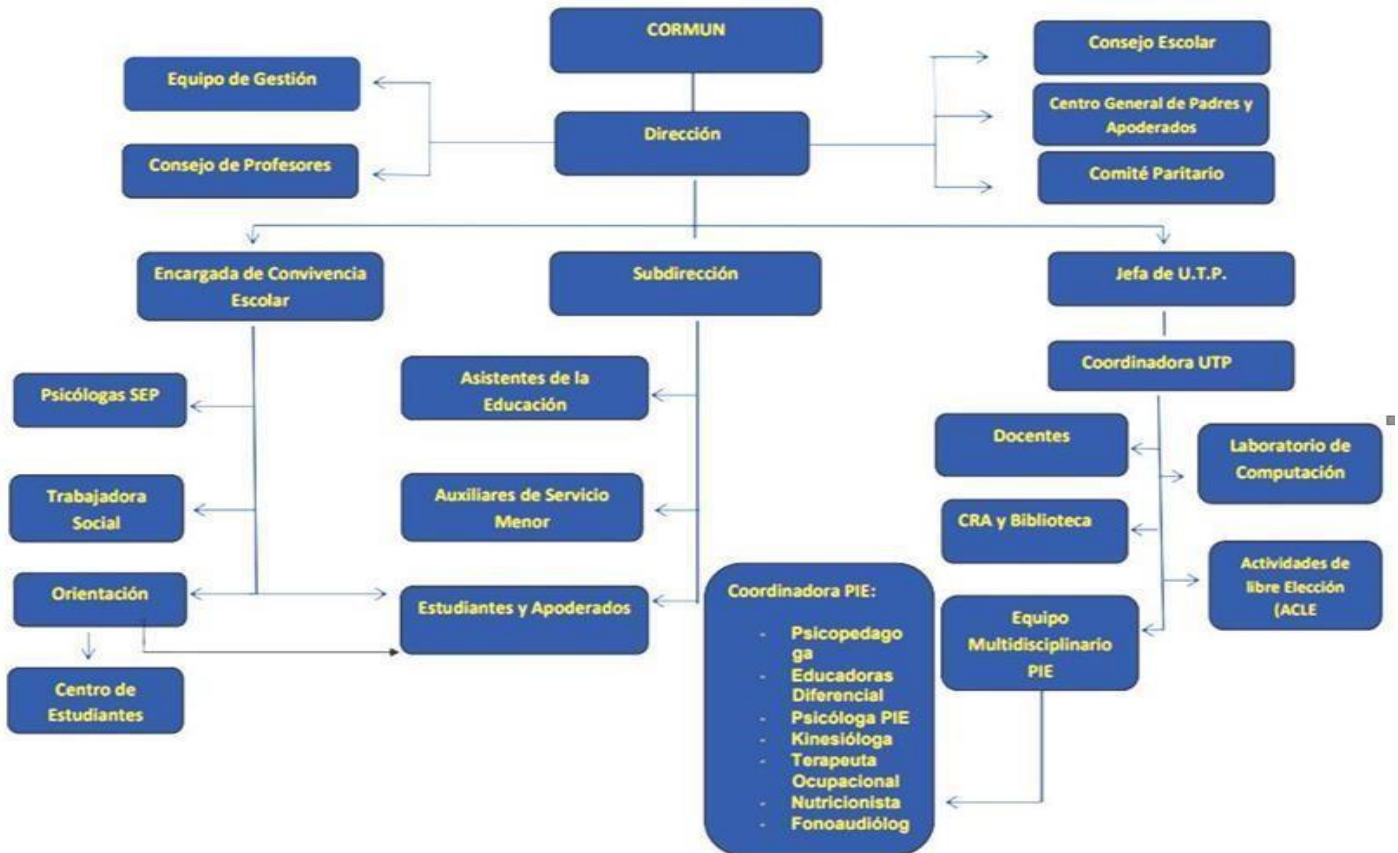 CORMUN
Equipo de Gestión
Consejo de Profesores
Dirección
Consejo Escolar
Centro General de Padres y
Apoderados
Comité Paritario
Encargada de Convivencia
Escolar
Subdirección
Jefa de U.T.P.
Coordinadora UTP
Psicólogas SEP
Trabajadora
Social
Orientación
Centro de
Estudiantes
Asistentes de la
Educación
Auxiliares de Servicio
Menor
Estudiantes y Apoderados
Docentes
Laboratorio de
Computación
CRA y Biblioteca
Actividades de
libre Elección
(ACLE
Equipo
Multidisciplinario
PIE
Coordinadora PIE:
- Psicopedago
ga
- Educadoras
Diferencial
- Psicóloga PIE
- Kinesióloga
- Terapeuta
Ocupacional
- Nutricionista
- Fonoaudiólog